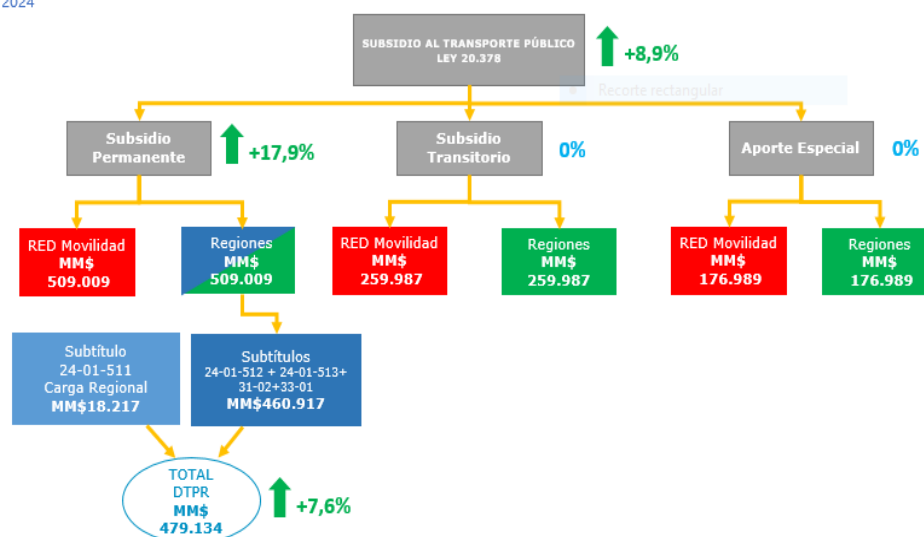 2024
SUBSIDIO AL TRANSPORTE PÚBLICO
LEY 20.378
+8,9%
Recorte rectangular
Subsidio
Permanente
+17,9%
Subsidio
Transitorio
0%
Aporte Especial
0%
RED Movilidad
MM$
509.009
Regiones
MM$
509.009
RED Movilidad
MM$
259.987
Regiones
MM$
259.987
RED Movilidad
MM$
176.989
Regiones
MM$
176.989
Subtítulo
24-01-511
Carga Regional
MM$18.217
Subtítulos
24-01-512 + 24-01-513+
31-02+33-01
MM$460.917
TOTAL
DTPR
MM$
479.134
+7,6%